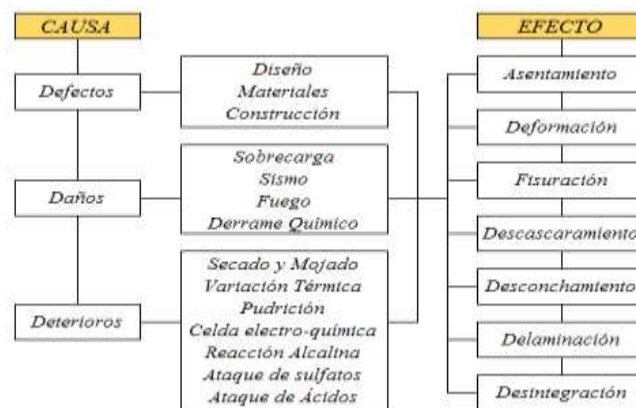 CAUSA
Defectos
Daños
Deterioros
Diseño
Materiales
Construcción
Sobrecarga
Sismo
Fuego
Derrame Químico
Secado y Mojado
Variación Térmica
Pudrición
Celda electro-química
Reacción Alcalina
Ataque de sulfatos
Ataque de Ácidos
EFECTO
Asentamiento
Deformación
Fisuración
Descascaramiento
Desconchamiento
Delaminación
Desintegración